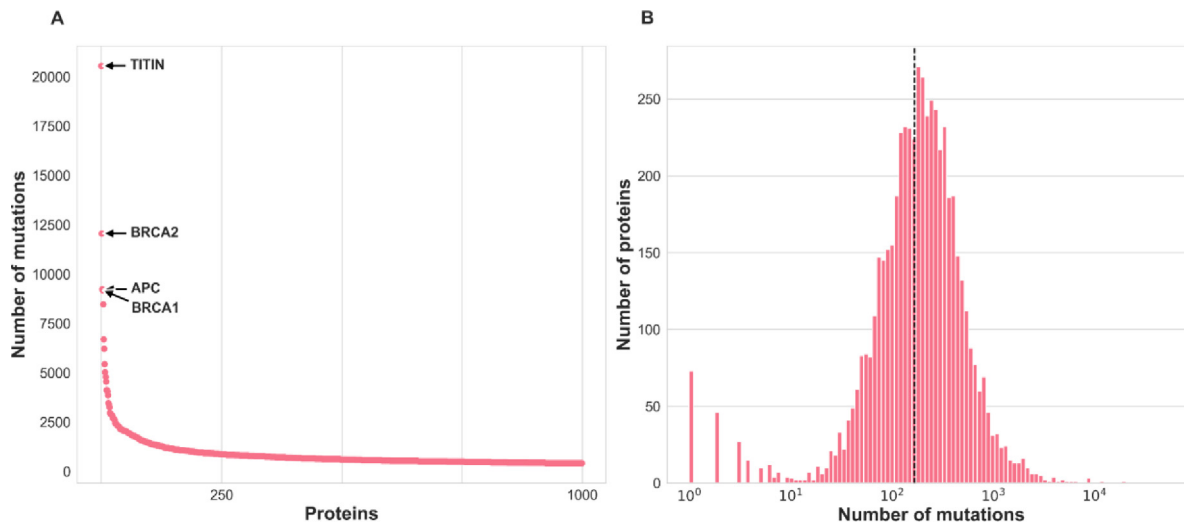 A
Number of mutations
20000
17500
15000
12500
10000
7500
5000
2500
0
TITIN
BRCA2
APC
BRCA1
250
1000
Proteins
B
Number of proteins
250
200
150
100
50
0
10⁰
10¹
10²
10³
10⁴
Number of mutations